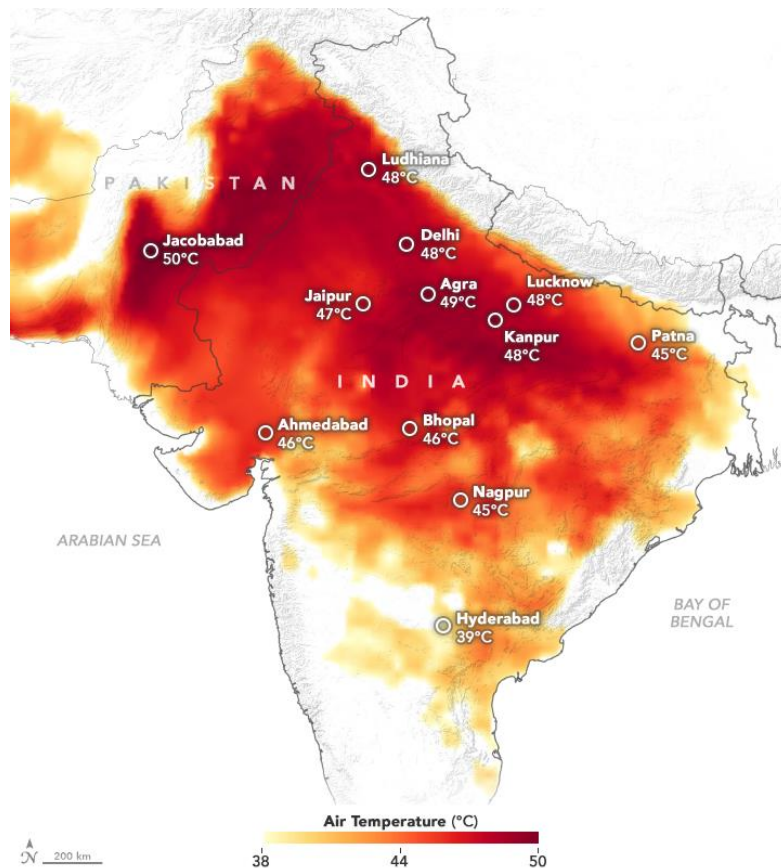 Ludhiana
48°C
PAKISTAN
Delhi
48°C
Jacobabad
50°C
Agra
49°C
Lucknow
48°C
Jaipur
47°C
Kanpur
48°C
Patna
45°C
INDIA
Ahmedabad
46°C
Bhopal
46°C
Nagpur
45°C
ARABIAN SEA
BAY OF
BENGAL
Hyderabad
39°C
Air Temperature (°C)
N
200 km
38 44 50